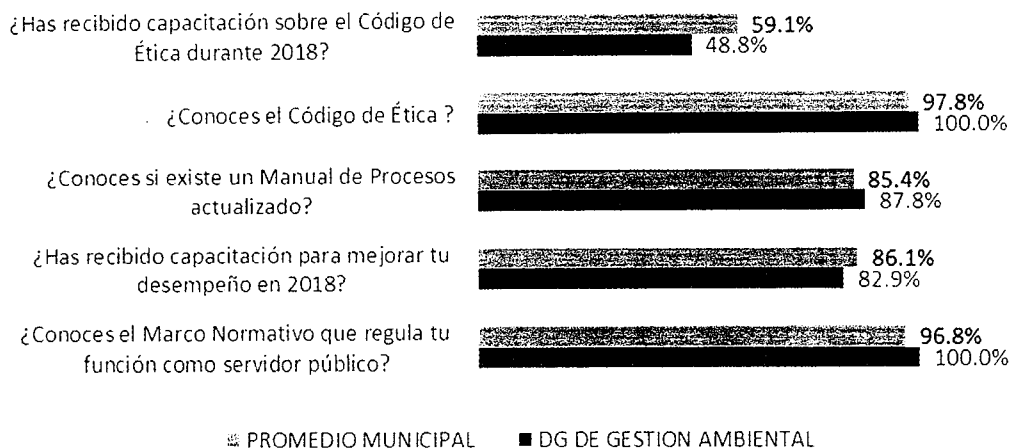 ¿Has recibido capacitación sobre el Código de
Ética durante 2018?
59.1%
48.8%
¿Conoces el Código de Ética ?
97.8%
100.0%
¿Conoces si existe un Manual de Procesos
actualizado?
85.4%
87.8%
¿Has recibido capacitación para mejorar tu
desempeño en 2018?
86.1%
82.9%
¿Conoces el Marco Normativo que regula tu
función como servidor público?
96.8%
100.0%
PROMEDIO MUNICIPAL
DG DE GESTION AMBIENTAL